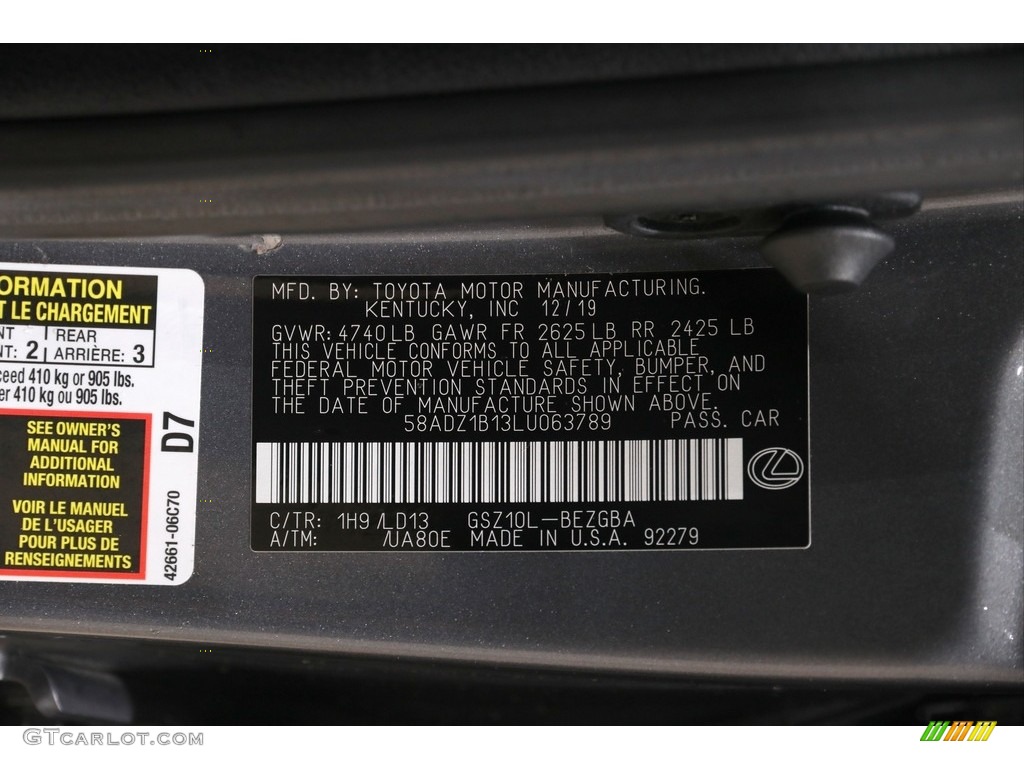 ORMATION
T LE CHARGEMENT
NT REAR
NT: 2 ARRIÈRE: 3
ceed 410 kg or 905 lbs.
er 410 kg ou 905 lbs.
SEE OWNER'S
MANUAL FOR
ADDITIONAL
INFORMATION
VOIR LE MANUEL
DE L'USAGER
POUR PLUS DE
RENSEIGNEMENTS
D7
42661-06C70
MFD. BY: TOYOTA MOTOR MANUFACTURING.
KENTUCKY, INC 12/19
GVWR: 4740LB GAWR FR 2625LB RR 2425 LB
THIS VEHICLE CONFORMS TO ALL APPLICABLE
FEDERAL MOTOR VEHICLE SAFETY, BUMPER, AND
THEFT PREVENTION STANDARDS IN EFFECT ON
THE DATE OF MANUFACTURE SHOWN ABOVE.
58ADZ1B13LU063789 PASS. CAR
C/TR: 1H9/LD13 GSZ10L-BEZGBA
A/TM: /UA80E MADE IN U.S.A. 92279
GTcarlot.com